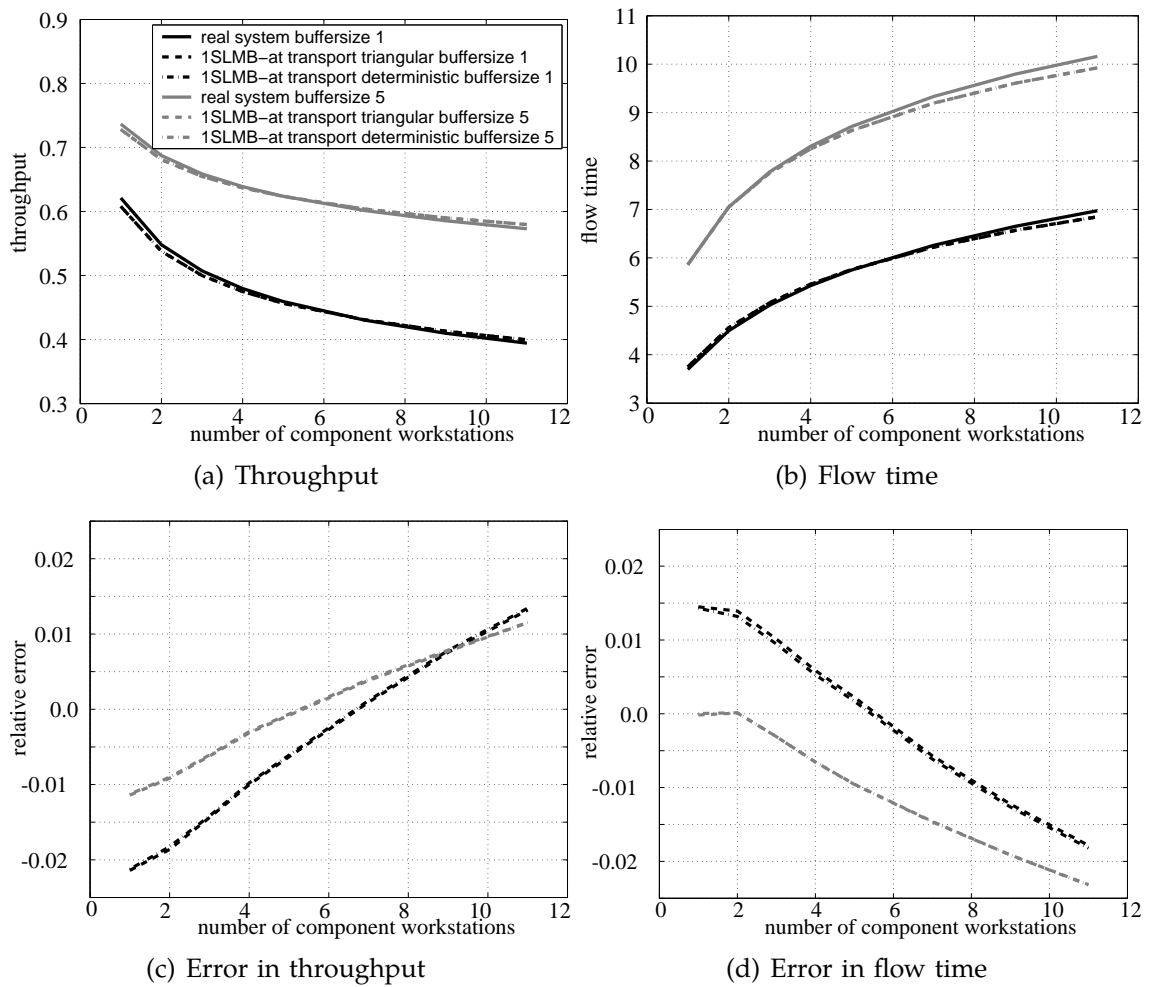 0.9
0.8
0.7
0.6
0.5
0.4
0.3
throughput
real system buffersize 1
1SLMB−at transport triangular buffersize 1
1SLMB−at transport deterministic buffersize 1
real system buffersize 5
1SLMB−at transport triangular buffersize 5
1SLMB−at transport deterministic buffersize 5
0 2 4 6 8 10 12
number of component workstations
(a) Throughput
11
10
9
8
7
6
5
4
3
flow time
0 2 4 6 8 10 12
number of component workstations
(b) Flow time
0.02
0.01
0.0
-0.01
-0.02
relative error
0 2 4 6 8 10 12
number of component workstations
(c) Error in throughput
0.02
0.01
0.0
-0.01
-0.02
relative error
0 2 4 6 8 10 12
number of component workstations
(d) Error in flow time